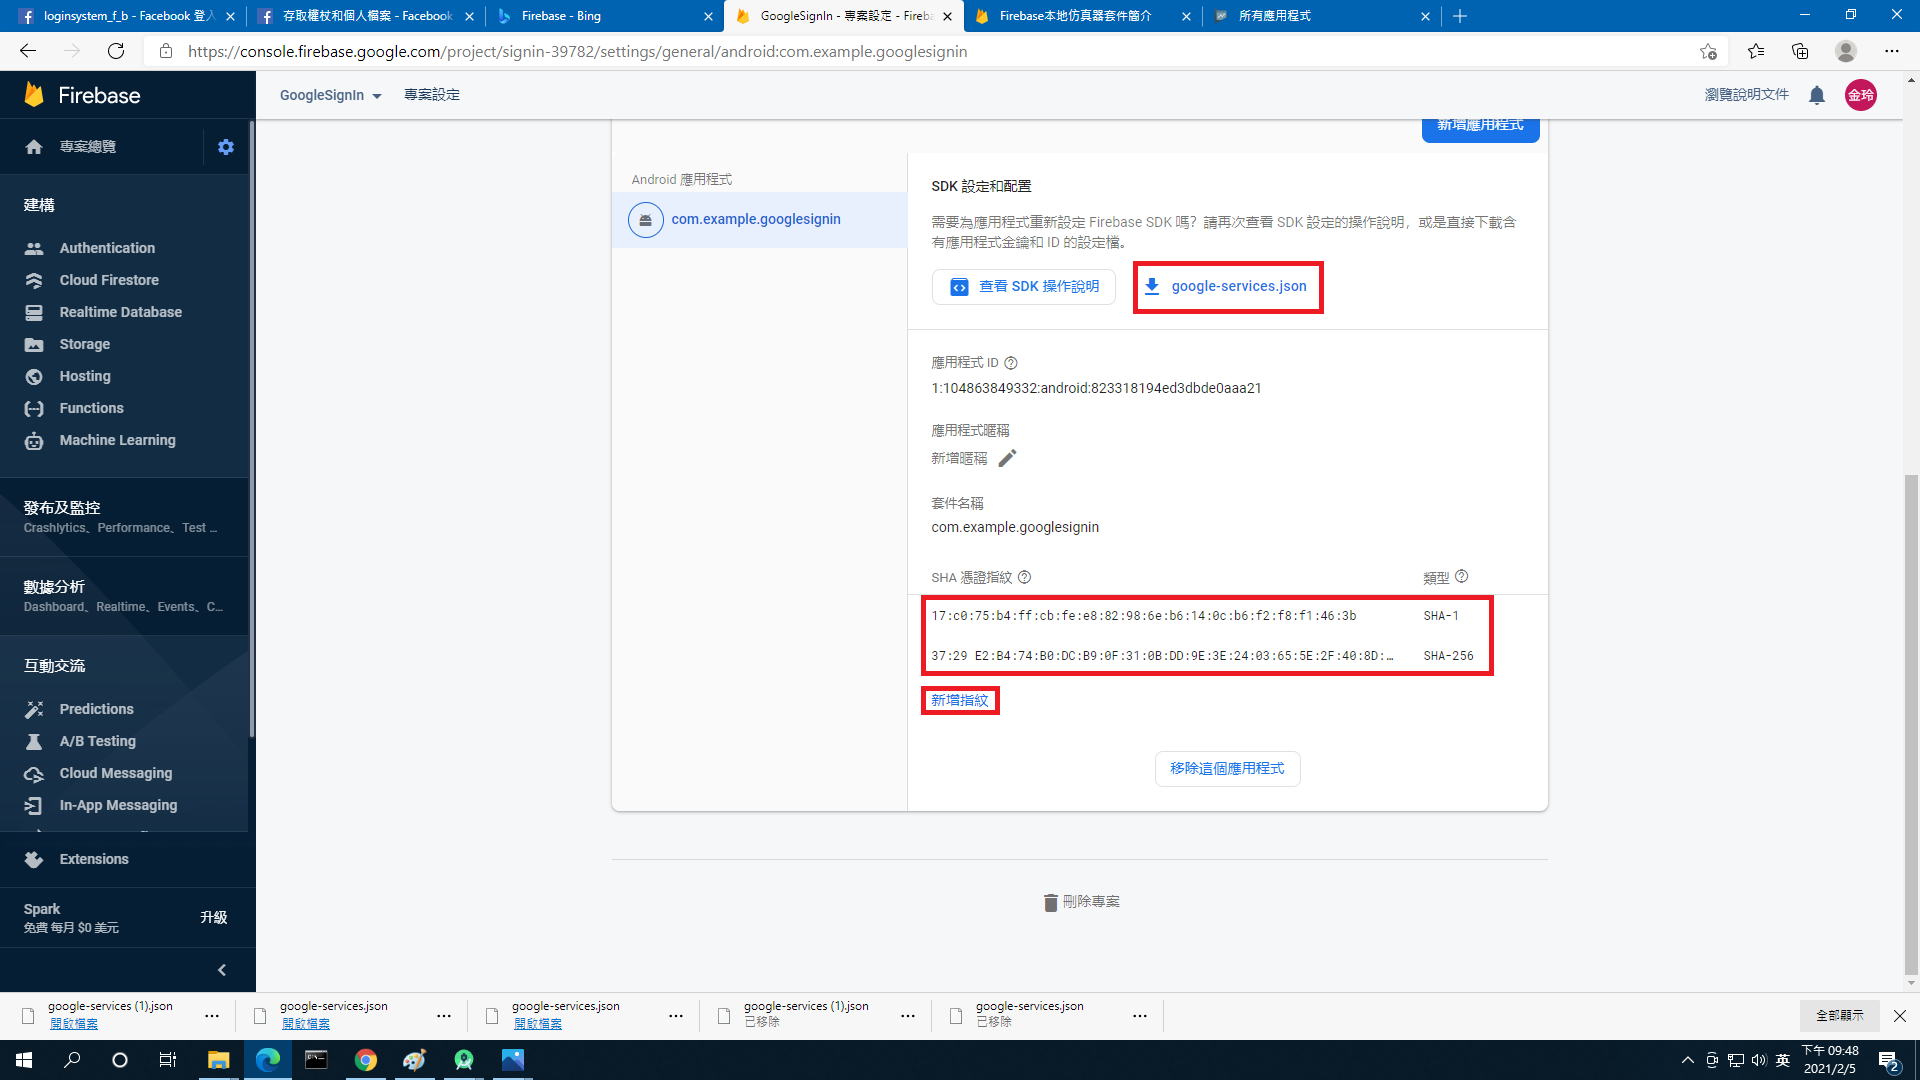 loginsystem_f_b - Facebook 登入
存取權杖和個人檔案 - Facebook
Firebase - Bing
GoogleSignIn - 專案設定 - Fireba
Firebase本地仿真器套件簡介
所有應用程式
https://console.firebase.google.com/project/signin-39782/settings/general/android:com.example.googlesignin
Firebase
GoogleSignIn
專案設定
瀏覽說明文件
金玲
專案總覽
建構
Authentication
Cloud Firestore
Realtime Database
Storage
Hosting
Functions
Machine Learning
發布及監控
Crashlytics、Performance、Test ...
數據分析
Dashboard、Realtime、Events、C...
互動交流
Predictions
A/B Testing
Cloud Messaging
In-App Messaging
Extensions
Spark
免費 每月 $0 美元
升級
新增應用程式
Android 應用程式
com.example.googlesignin
SDK 設定和配置
需要為應用程式重新設定 Firebase SDK 嗎? 請再次查看 SDK 設定的操作說明，或是直接下載含
有應用程式金鑰和 ID 的設定檔。
查看 SDK 操作說明
google-services.json
應用程式 ID
1:104863849332:android:823318194ed3dbde0aaa21
應用程式暱稱
新增暱稱
套件名稱
com.example.googlesignin
SHA 憑證指紋
類型
17:c0:75:b4:ff:cb:fe:e8:82:98:6e:b6:14:0c:b6:f2:f8:f1:46:3b
SHA-1
37:29 E2:B4:74:B0:DC:B9:0F:31:0B:DD:9E:3E:24:03:65:5E:2F:40:8D:…
SHA-256
新增指紋
移除這個應用程式
刪除專案
google-services (1).json
開啟檔案
google-services.json
開啟檔案
google-services.json
開啟檔案
google-services (1).json
已移除
google-services.json
已移除
全部顯示
英
下午 09:48
2021/2/5
2